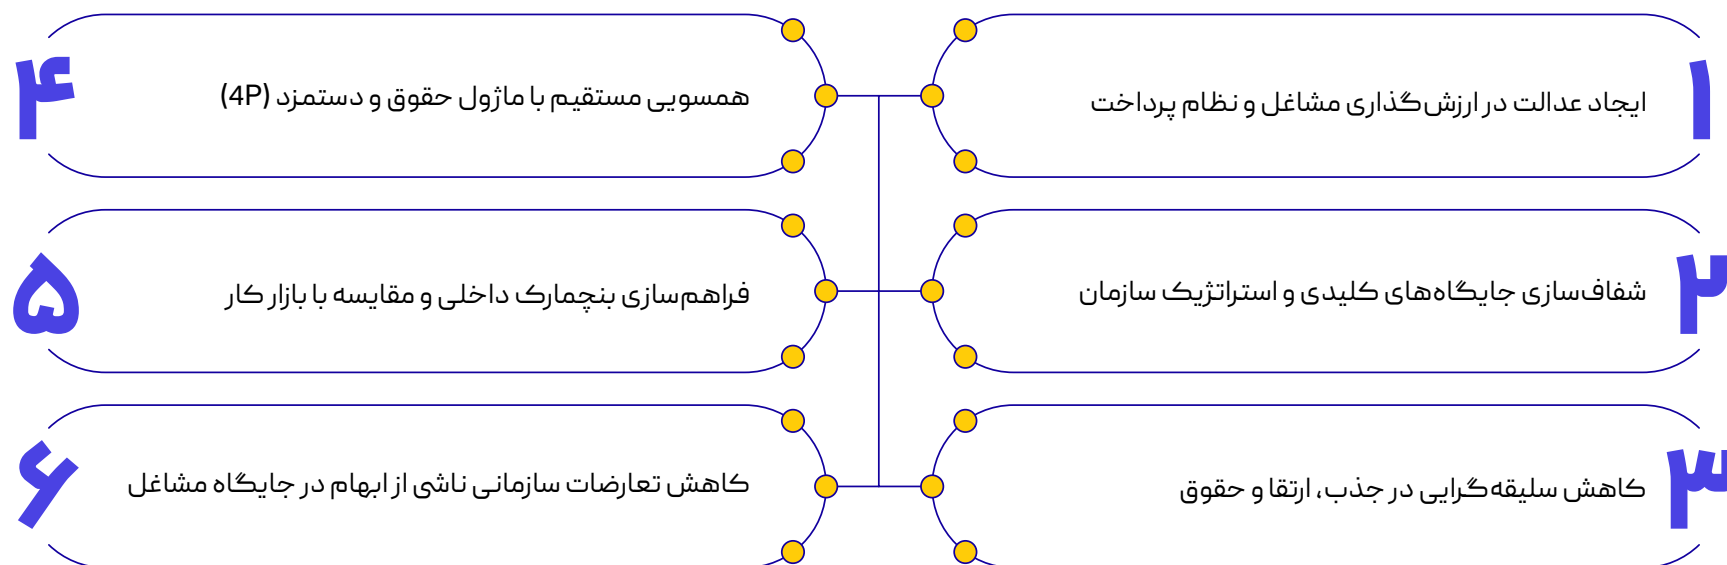 ۱
ایجاد عدالت در ارزش‌گذاری مشاغل و نظام پرداخت
۲
شفاف‌سازی جایگاه‌های کلیدی و استراتژیک سازمان
۳
کاهش سلیقه‌گرایی در جذب، ارتقا و حقوق
۴
همسویی مستقیم با ماژول حقوق و دستمزد (4P)
۵
فراهم‌سازی بنچمارک داخلی و مقایسه با بازار کار
۶
کاهش تعارضات سازمانی ناشی از ابهام در جایگاه مشاغل